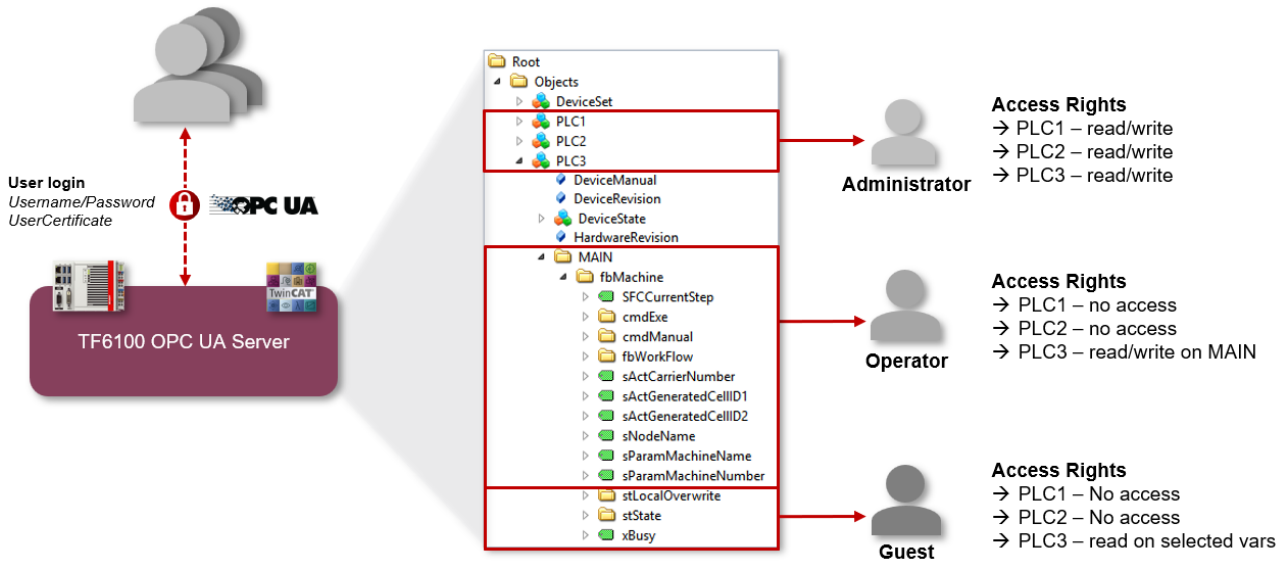 User login
Username/Password
UserCertificate
OPC UA
TwinCAT
TF6100 OPC UA Server
Root
Objects
DeviceSet
PLC1
PLC2
PLC3
DeviceManual
DeviceRevision
DeviceState
HardwareRevision
MAIN
fbMachine
SFCCurrentStep
cmdExe
cmdManual
fbWorkFlow
sActCarrierNumber
sActGeneratedCellID1
sActGeneratedCellID2
sNodeName
sParamMachineName
sParamMachineNumber
stLocalOverwrite
stState
xBusy
Administrator
Access Rights
→ PLC1 – read/write
→ PLC2 – read/write
→ PLC3 – read/write
Operator
Access Rights
→ PLC1 – no access
→ PLC2 – no access
→ PLC3 – read/write on MAIN
Guest
Access Rights
→ PLC1 – No access
→ PLC2 – No access
→ PLC3 – read on selected vars